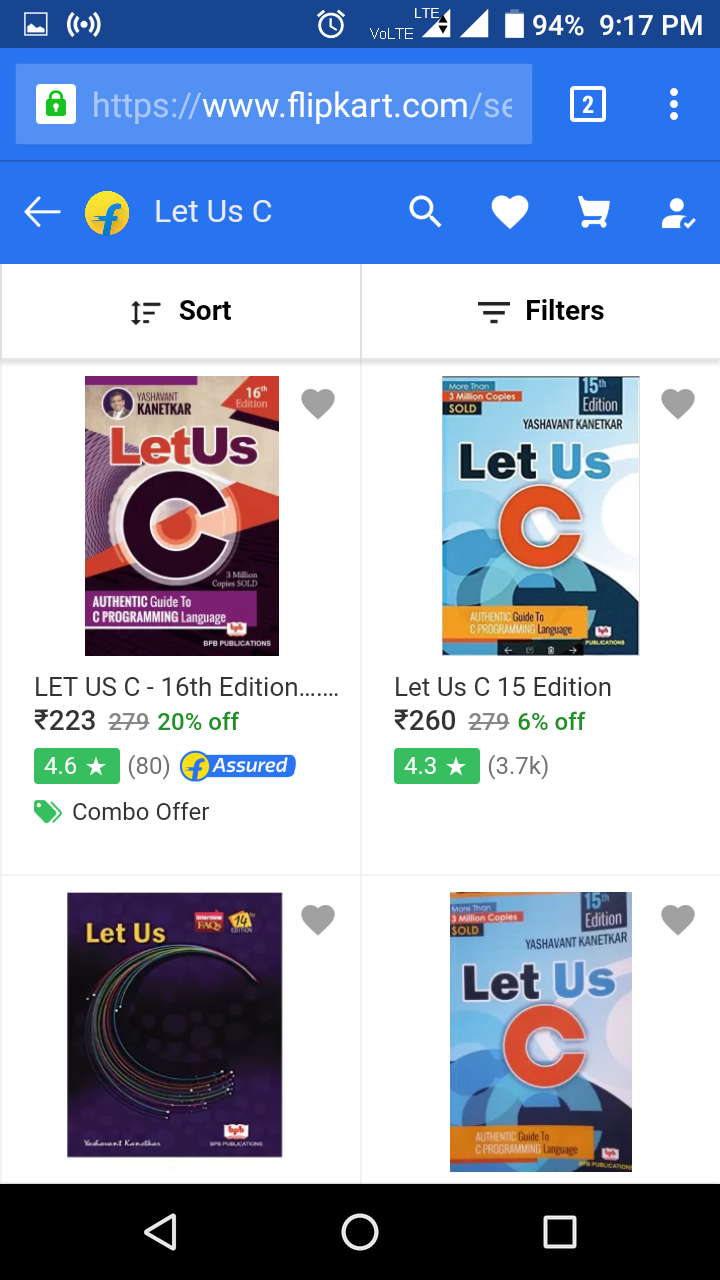 LTE
VoLTE
94% 9:17 PM
https://www.flipkart.com/se
2
Let Us C
Sort
Filters
YASHAVANT
KANETKAR
16th
Edition
Let Us
C
3 Million
Copies SOLD
AUTHENTIC Guide To
C PROGRAMMING Language
bpb
BPB PUBLICATIONS
LET US C - 16th Edition…....
₹223 279 20% off
4.6 ★ (80) f Assured
Combo Offer
More Than
3 Million Copies
SOLD
15th
Edition
YASHAVANT KANETKAR
Let Us
C
AUTHENTIC Guide To
C PROGRAMMING Language
bpb
BPB PUBLICATIONS
Let Us C 15 Edition
₹260 279 6% off
4.3 ★ (3.7k)
Let Us
Interview
FAQs
14TH
EDITION
Yashavant Kanetkar
bpb
BPB PUBLICATIONS
More Than
3 Million Copies
SOLD
15th
Edition
YASHAVANT KANETKAR
Let Us
C
AUTHENTIC Guide To
C PROGRAMMING Language
bpb
BPB PUBLICATIONS